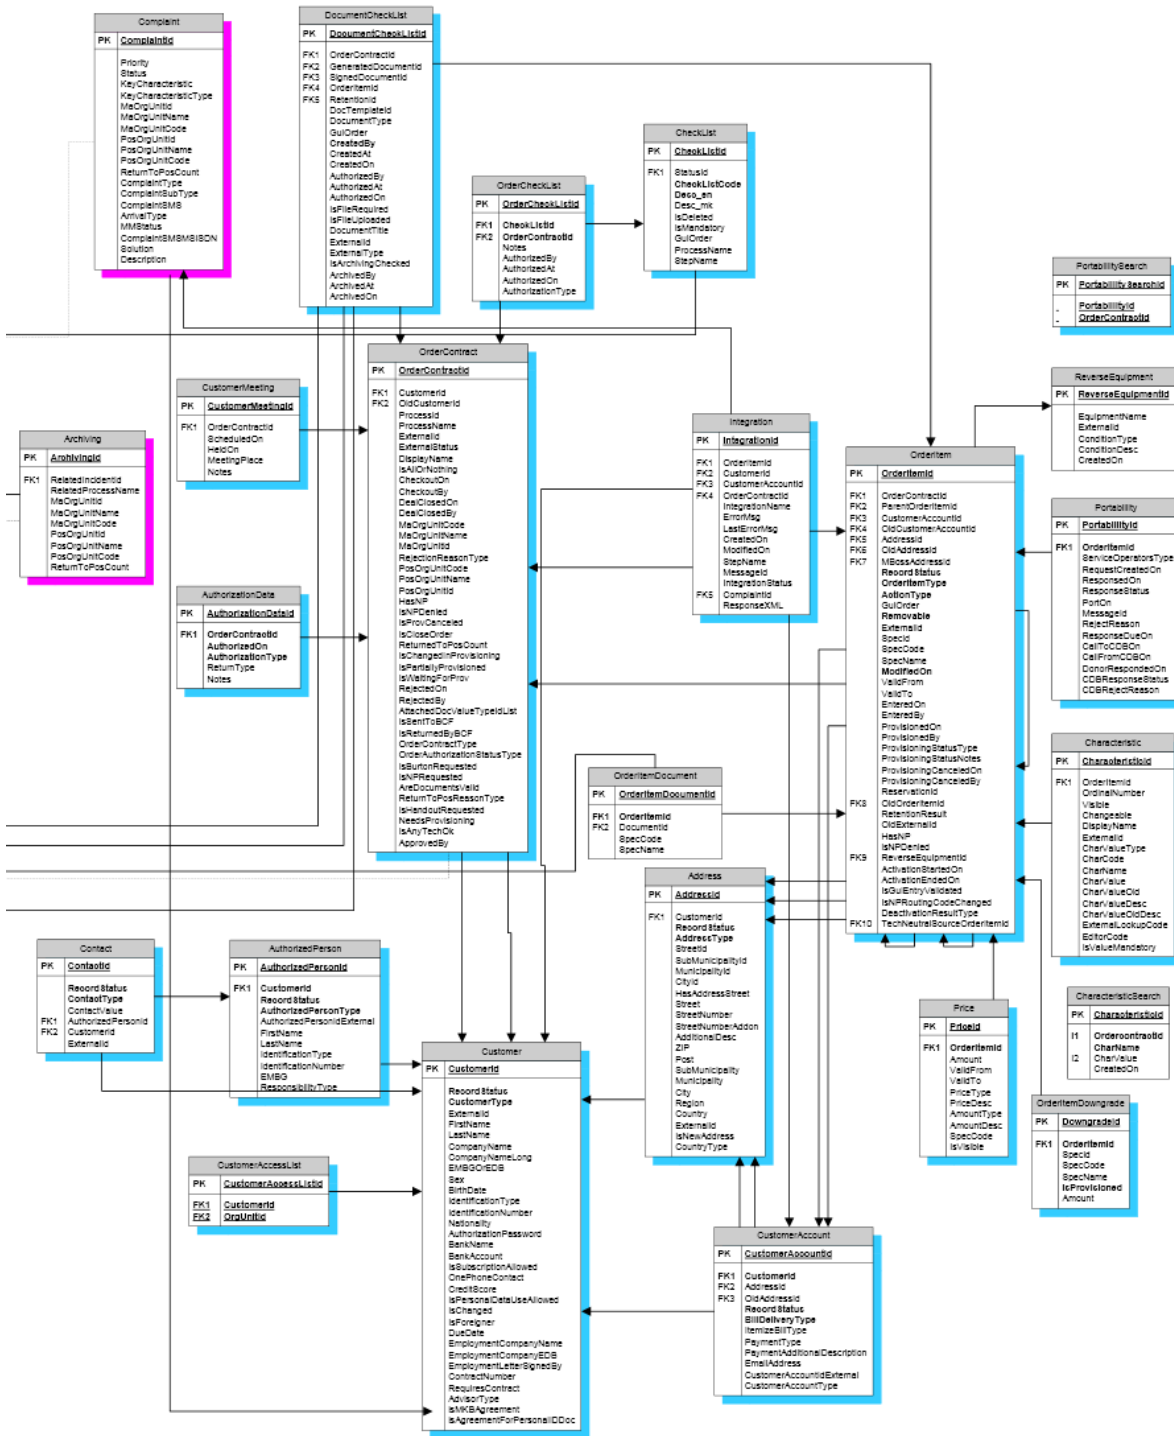 Complaint
PK ComplaintId
Priority
Status
KeyCharacteristic
KeyCharacteristicType
MaOrgUnitId
MaOrgUnitName
MaOrgUnitCode
PosOrgUnitId
PosOrgUnitName
PosOrgUnitCode
ReturnToPosCount
ComplaintType
ComplaintSubType
ComplaintSMS
ArrivalType
MMStatus
ComplaintSMSMSISDN
Solution
Description
DocumentCheckList
PK DocumentCheckListId
FK1 OrderContractId
FK2 GeneratedDocumentId
FK3 SignedDocumentId
FK4 OrderItemId
FK5 RetentionId
DocTemplateId
DocumentType
GuiOrder
CreatedBy
CreatedAt
CreatedOn
AuthorizedBy
AuthorizedAt
AuthorizedOn
IsFileRequired
IsFileUploaded
DocumentTitle
ExternalId
ExternalType
IsArchivingChecked
ArchivedBy
ArchivedAt
ArchivedOn
OrderCheckList
PK OrderCheckListId
FK1 CheckListId
FK2 OrderContractId
Notes
AuthorizedBy
AuthorizedAt
AuthorizedOn
AuthorizationType
CheckList
PK CheckListId
FK1 StatusId
CheckListCode
Desc_en
Desc_mk
IsDeleted
IsMandatory
GuiOrder
ProcessName
StepName
PortabilitySearch
PK PortabilitySearchId
- PortabilityId
- OrderContractId
OrderContract
PK OrderContractId
FK1 CustomerId
FK2 OldCustomerId
ProcessId
ProcessName
ExternalId
ExternalStatus
DisplayName
IsAllOrNothing
CheckoutOn
CheckoutBy
DealClosedOn
DealClosedBy
MaOrgUnitCode
MaOrgUnitName
MaOrgUnitId
RejectionReasonType
PosOrgUnitCode
PosOrgUnitName
PosOrgUnitId
HasNP
IsNPDenied
IsProvCanceled
IsCloseOrder
ReturnedToPosCount
IsChangedInProvisioning
IsPartiallyProvisioned
IsWaitingForProv
RejectedOn
RejectedBy
AttachedDocValueTypeIdList
IsSentToBCF
IsReturnedByBCF
OrderContractType
OrderAuthorizationStatusType
IsBurtonRequested
IsNPRequested
AreDocumentsValid
ReturnToPosReasonType
IsHandoutRequested
NeedsProvisioning
IsAnyTechOk
ApprovedBy
CustomerMeeting
PK CustomerMeetingId
FK1 OrderContractId
ScheduledOn
HeldOn
MeetingPlace
Notes
Archiving
PK ArchivingId
FK1 RelatedIncidentId
RelatedProcessName
MaOrgUnitId
MaOrgUnitName
MaOrgUnitCode
PosOrgUnitId
PosOrgUnitName
PosOrgUnitCode
ReturnToPosCount
AuthorizationData
PK AuthorizationDataId
FK1 OrderContractId
AuthorizedOn
AuthorizationType
ReturnType
Notes
Integration
PK IntegrationId
FK1 OrderItemId
FK2 CustomerId
FK3 CustomerAccountId
FK4 OrderContractId
IntegrationName
ErrorMsg
LastErrorMsg
CreatedOn
ModifiedOn
StepName
MessageId
IntegrationStatus
FK5 ComplaintId
ResponseXML
OrderItem
PK OrderItemId
FK1 OrderContractId
FK2 ParentOrderItemId
FK3 CustomerAccountId
FK4 OldCustomerAccountId
FK5 AddressId
FK6 OldAddressId
FK7 MBossAddressId
RecordStatus
OrderItemType
ActionType
GuiOrder
Removable
ExternalId
SpecId
SpecCode
SpecName
ModifiedOn
ValidFrom
ValidTo
EnteredOn
EnteredBy
ProvisionedOn
ProvisionedBy
ProvisioningStatusType
ProvisioningStatusNotes
ProvisioningCanceledOn
ProvisioningCanceledBy
ReservationId
FK8 OldOrderItemId
RetentionResult
OldExternalId
HasNP
IsNPDenied
FK9 ReverseEquipmentId
ActivationStartedOn
ActivationEndedOn
IsGuiEntryValidated
IsNPRoutingCodeChanged
DeactivationResultType
FK10 TechNeutralSourceOrderItemId
ReverseEquipment
PK ReverseEquipmentId
EquipmentName
ExternalId
ConditionType
ConditionDesc
CreatedOn
Portability
PK PortabilityId
FK1 OrderItemId
ServiceOperatorsType
RequestCreatedOn
ResponsedOn
ResponseStatus
PortOn
MessageId
RejectReason
ResponseDueOn
CallToCDBOn
CallFromCDBOn
DonorRespondedOn
CDBResponseStatus
CDBRejectReason
Characteristic
PK CharacteristicId
FK1 OrderItemId
OrdinalNumber
Visible
Changeable
DisplayName
ExternalId
CharValueType
CharCode
CharName
CharValue
CharValueOld
CharValueDesc
CharValueOldDesc
ExternalLookupCode
EditorCode
IsValueMandatory
OrderItemDocument
PK OrderItemDocumentId
FK1 OrderItemId
FK2 DocumentId
SpecCode
SpecName
Address
PK AddressId
FK1 CustomerId
RecordStatus
AddressType
StreetId
SubMunicipalityId
MunicipalityId
CityId
HasAddressStreet
Street
StreetNumber
StreetNumberAddon
AdditionalDesc
ZIP
Post
SubMunicipality
Municipality
City
Region
Country
ExternalId
IsNewAddress
CountryType
Contact
PK ContactId
RecordStatus
ContactType
ContactValue
FK1 AuthorizedPersonId
FK2 CustomerId
ExternalId
AuthorizedPerson
PK AuthorizedPersonId
FK1 CustomerId
RecordStatus
AuthorizedPersonType
AuthorizedPersonIdExternal
FirstName
LastName
IdentificationType
IdentificationNumber
EMBG
ResponsibilityType
Customer
PK CustomerId
RecordStatus
CustomerType
ExternalId
FirstName
LastName
CompanyName
CompanyNameLong
EMBGOrEDB
Sex
BirthDate
IdentificationType
IdentificationNumber
Nationality
AuthorizationPassword
BankName
BankAccount
IsSubscriptionAllowed
OnePhoneContact
CreditScore
IsPersonalDataUseAllowed
IsChanged
IsForeigner
DueDate
EmploymentCompanyName
EmploymentCompanyEDB
EmploymentLetterSignedBy
ContractNumber
RequiresContract
AdvisorType
IsMKBAgreement
IsAgreementForPersonalIDDoc
CustomerAccessList
PK CustomerAccessListId
FK1 CustomerId
FK2 OrgUnitId
CustomerAccount
PK CustomerAccountId
FK1 CustomerId
FK2 AddressId
FK3 OldAddressId
RecordStatus
BillDeliveryType
ItemizeBillType
PaymentType
PaymentAdditionalDescription
EmailAddress
CustomerAccountIdExternal
CustomerAccountType
Price
PK PriceId
FK1 OrderItemId
Amount
ValidFrom
ValidTo
PriceType
PriceDesc
AmountType
AmountDesc
SpecCode
IsVisible
CharacteristicSearch
PK CharacteristicId
I1 OrdercontractId
CharName
I2 CharValue
CreatedOn
OrderItemDowngrade
PK DowngradeId
FK1 OrderItemId
SpecId
SpecCode
SpecName
IsProvisioned
Amount